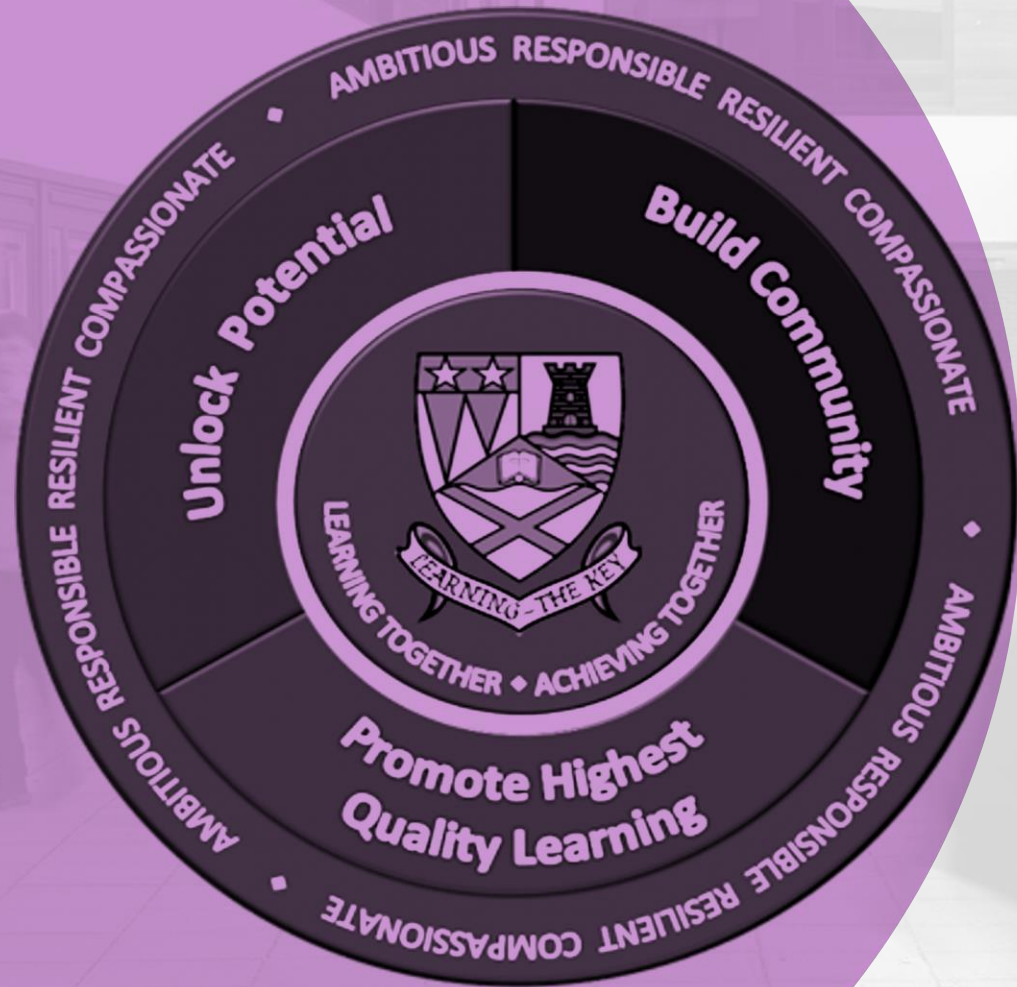 AMBITIOUS RESPONSIBLE RESILIENT COMPASSIONATE ◆
AMBITIOUS RESPONSIBLE RESILIENT COMPASSIONATE ◆
AMBITIOUS RESPONSIBLE RESILIENT COMPASSIONATE ◆
Unlock Potential
Build Community
Promote Highest
Quality Learning
LEARNING - THE KEY
LEARNING TOGETHER ◆ ACHIEVING TOGETHER